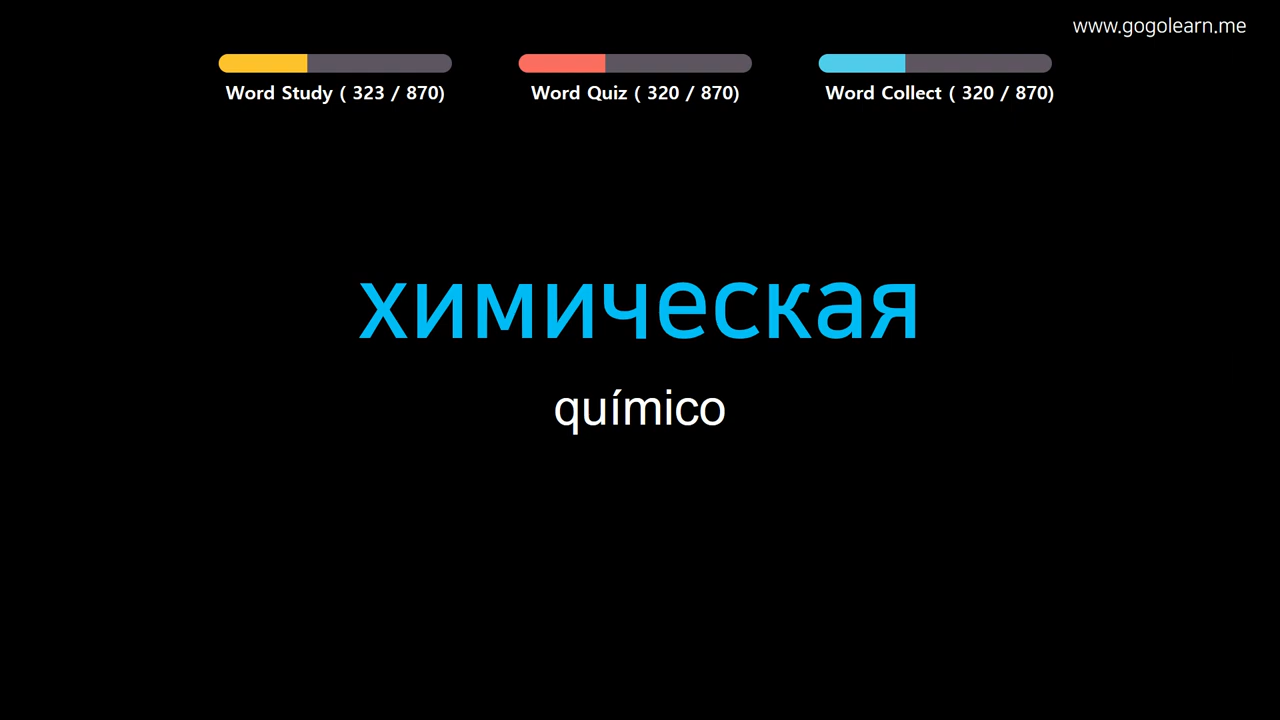 www.gogolearn.me
Word Study ( 323 / 870)
Word Quiz ( 320 / 870)
Word Collect ( 320 / 870)
химическая
químico